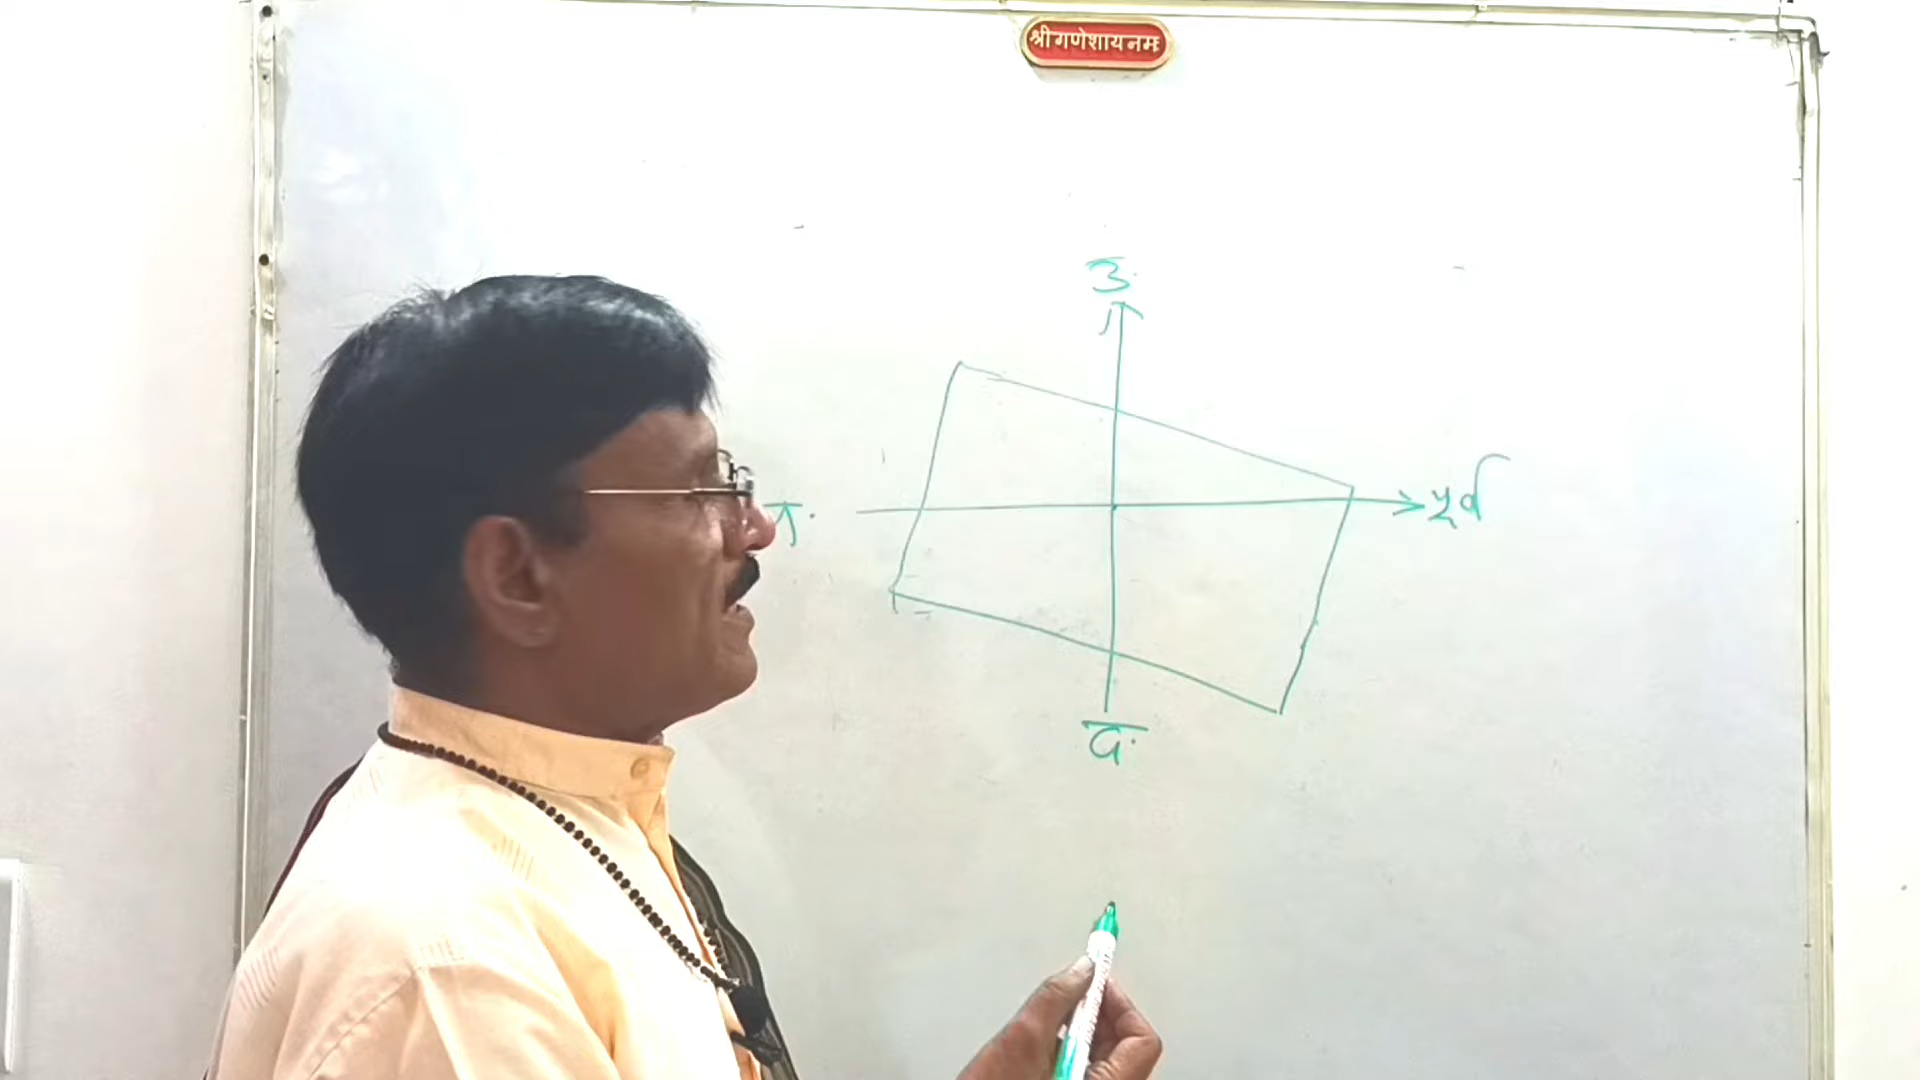 श्री गणेशाय नमः
उ.
पूर्व
द.